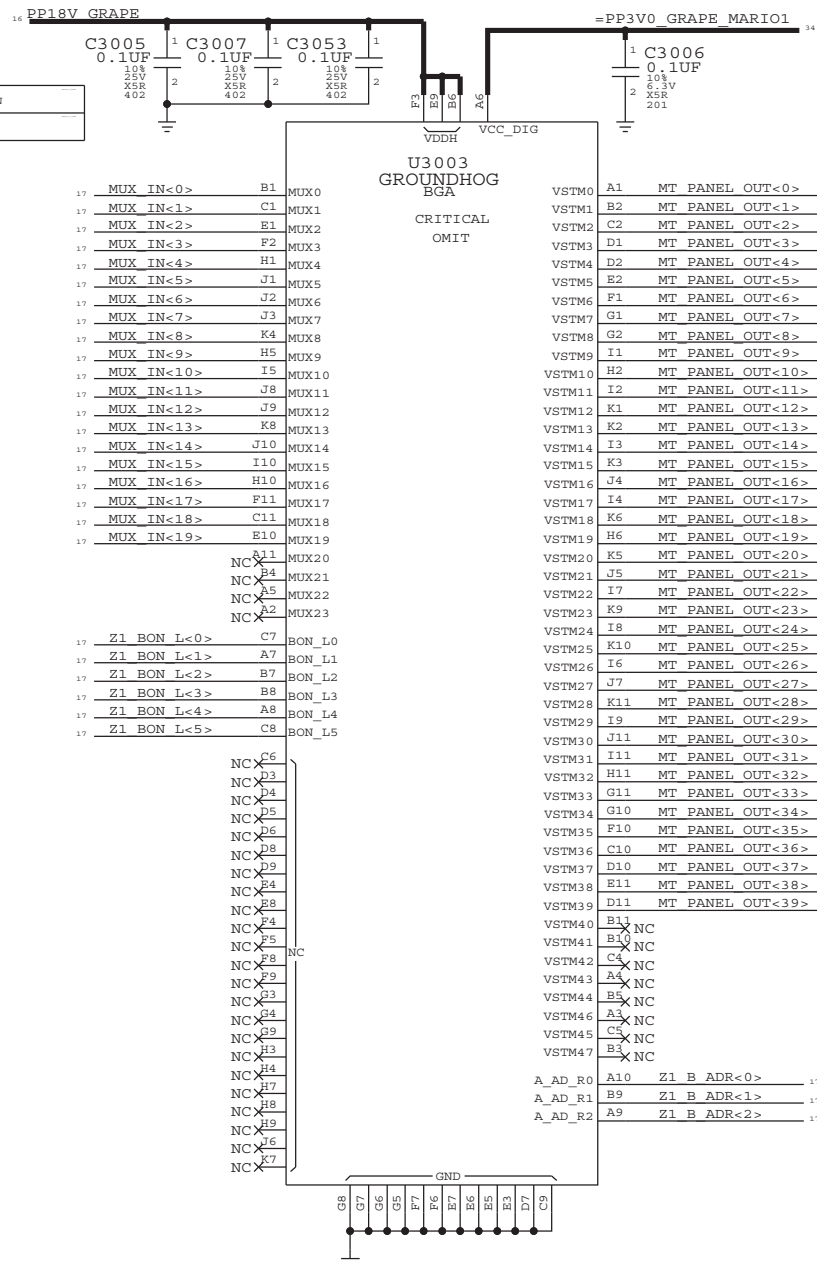 16 PP18V_GRAPE
=PP3V0_GRAPE_MARIO1 34
C3005 1
0.1UF
10%
25V
X5R 2
402
C3007 1
0.1UF
10%
25V
X5R 2
402
C3053 1
0.1UF
10%
25V
X5R 2
402
1 C3006
0.1UF
10%
6.3V
2 X5R
201
F3 E9 B6 A6
VDDH VCC_DIG
U3003
GROUNDHOG
BGA
CRITICAL
OMIT
17 MUX_IN<0> B1 MUX0
17 MUX_IN<1> C1 MUX1
17 MUX_IN<2> E1 MUX2
17 MUX_IN<3> F2 MUX3
17 MUX_IN<4> H1 MUX4
17 MUX_IN<5> J1 MUX5
17 MUX_IN<6> J2 MUX6
17 MUX_IN<7> J3 MUX7
17 MUX_IN<8> K4 MUX8
17 MUX_IN<9> H5 MUX9
17 MUX_IN<10> I5 MUX10
17 MUX_IN<11> J8 MUX11
17 MUX_IN<12> J9 MUX12
17 MUX_IN<13> K8 MUX13
17 MUX_IN<14> J10 MUX14
17 MUX_IN<15> I10 MUX15
17 MUX_IN<16> H10 MUX16
17 MUX_IN<17> F11 MUX17
17 MUX_IN<18> C11 MUX18
17 MUX_IN<19> E10 MUX19
NC A11 MUX20
NC B4 MUX21
NC A5 MUX22
NC A2 MUX23
17 Z1_BON_L<0> C7 BON_L0
17 Z1_BON_L<1> A7 BON_L1
17 Z1_BON_L<2> B7 BON_L2
17 Z1_BON_L<3> B8 BON_L3
17 Z1_BON_L<4> A8 BON_L4
17 Z1_BON_L<5> C8 BON_L5
NC C6
NC D3
NC D4
NC D5
NC D6
NC D8
NC D9
NC E4
NC E8
NC F4
NC F5
NC
NC F8
NC F9
NC G3
NC G4
NC G9
NC H3
NC H4
NC H7
NC H8
NC H9
NC J6
NC K7
VSTM0 A1 MT_PANEL_OUT<0>
VSTM1 B2 MT_PANEL_OUT<1>
VSTM2 C2 MT_PANEL_OUT<2>
VSTM3 D1 MT_PANEL_OUT<3>
VSTM4 D2 MT_PANEL_OUT<4>
VSTM5 E2 MT_PANEL_OUT<5>
VSTM6 F1 MT_PANEL_OUT<6>
VSTM7 G1 MT_PANEL_OUT<7>
VSTM8 G2 MT_PANEL_OUT<8>
VSTM9 I1 MT_PANEL_OUT<9>
VSTM10 H2 MT_PANEL_OUT<10>
VSTM11 I2 MT_PANEL_OUT<11>
VSTM12 K1 MT_PANEL_OUT<12>
VSTM13 K2 MT_PANEL_OUT<13>
VSTM14 I3 MT_PANEL_OUT<14>
VSTM15 K3 MT_PANEL_OUT<15>
VSTM16 J4 MT_PANEL_OUT<16>
VSTM17 I4 MT_PANEL_OUT<17>
VSTM18 K6 MT_PANEL_OUT<18>
VSTM19 H6 MT_PANEL_OUT<19>
VSTM20 K5 MT_PANEL_OUT<20>
VSTM21 J5 MT_PANEL_OUT<21>
VSTM22 I7 MT_PANEL_OUT<22>
VSTM23 K9 MT_PANEL_OUT<23>
VSTM24 I8 MT_PANEL_OUT<24>
VSTM25 K10 MT_PANEL_OUT<25>
VSTM26 I6 MT_PANEL_OUT<26>
VSTM27 J7 MT_PANEL_OUT<27>
VSTM28 K11 MT_PANEL_OUT<28>
VSTM29 I9 MT_PANEL_OUT<29>
VSTM30 J11 MT_PANEL_OUT<30>
VSTM31 I11 MT_PANEL_OUT<31>
VSTM32 H11 MT_PANEL_OUT<32>
VSTM33 G11 MT_PANEL_OUT<33>
VSTM34 G10 MT_PANEL_OUT<34>
VSTM35 F10 MT_PANEL_OUT<35>
VSTM36 C10 MT_PANEL_OUT<36>
VSTM37 D10 MT_PANEL_OUT<37>
VSTM38 E11 MT_PANEL_OUT<38>
VSTM39 D11 MT_PANEL_OUT<39>
VSTM40 B11 NC
VSTM41 B10 NC
VSTM42 C4 NC
VSTM43 A4 NC
VSTM44 B5 NC
VSTM46 A3 NC
VSTM45 C5 NC
VSTM47 B3 NC
A_AD_R0 A10 Z1_B_ADR<0>
A_AD_R1 B9 Z1_B_ADR<1>
A_AD_R2 A9 Z1_B_ADR<2>
GND
G8 G7 G6 G5 F7 F6 E7 E6 E5 E3 D7 C9